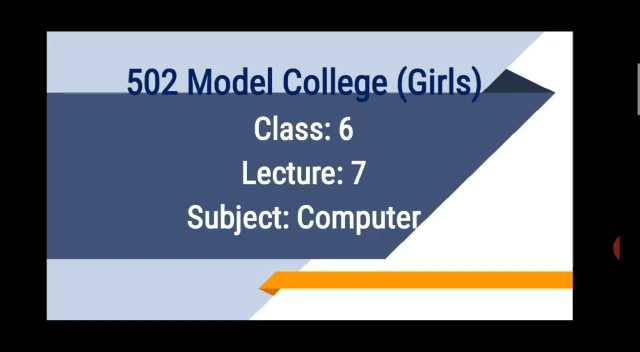 502 Model College (Girls)
Class: 6
Lecture: 7
Subject: Computer